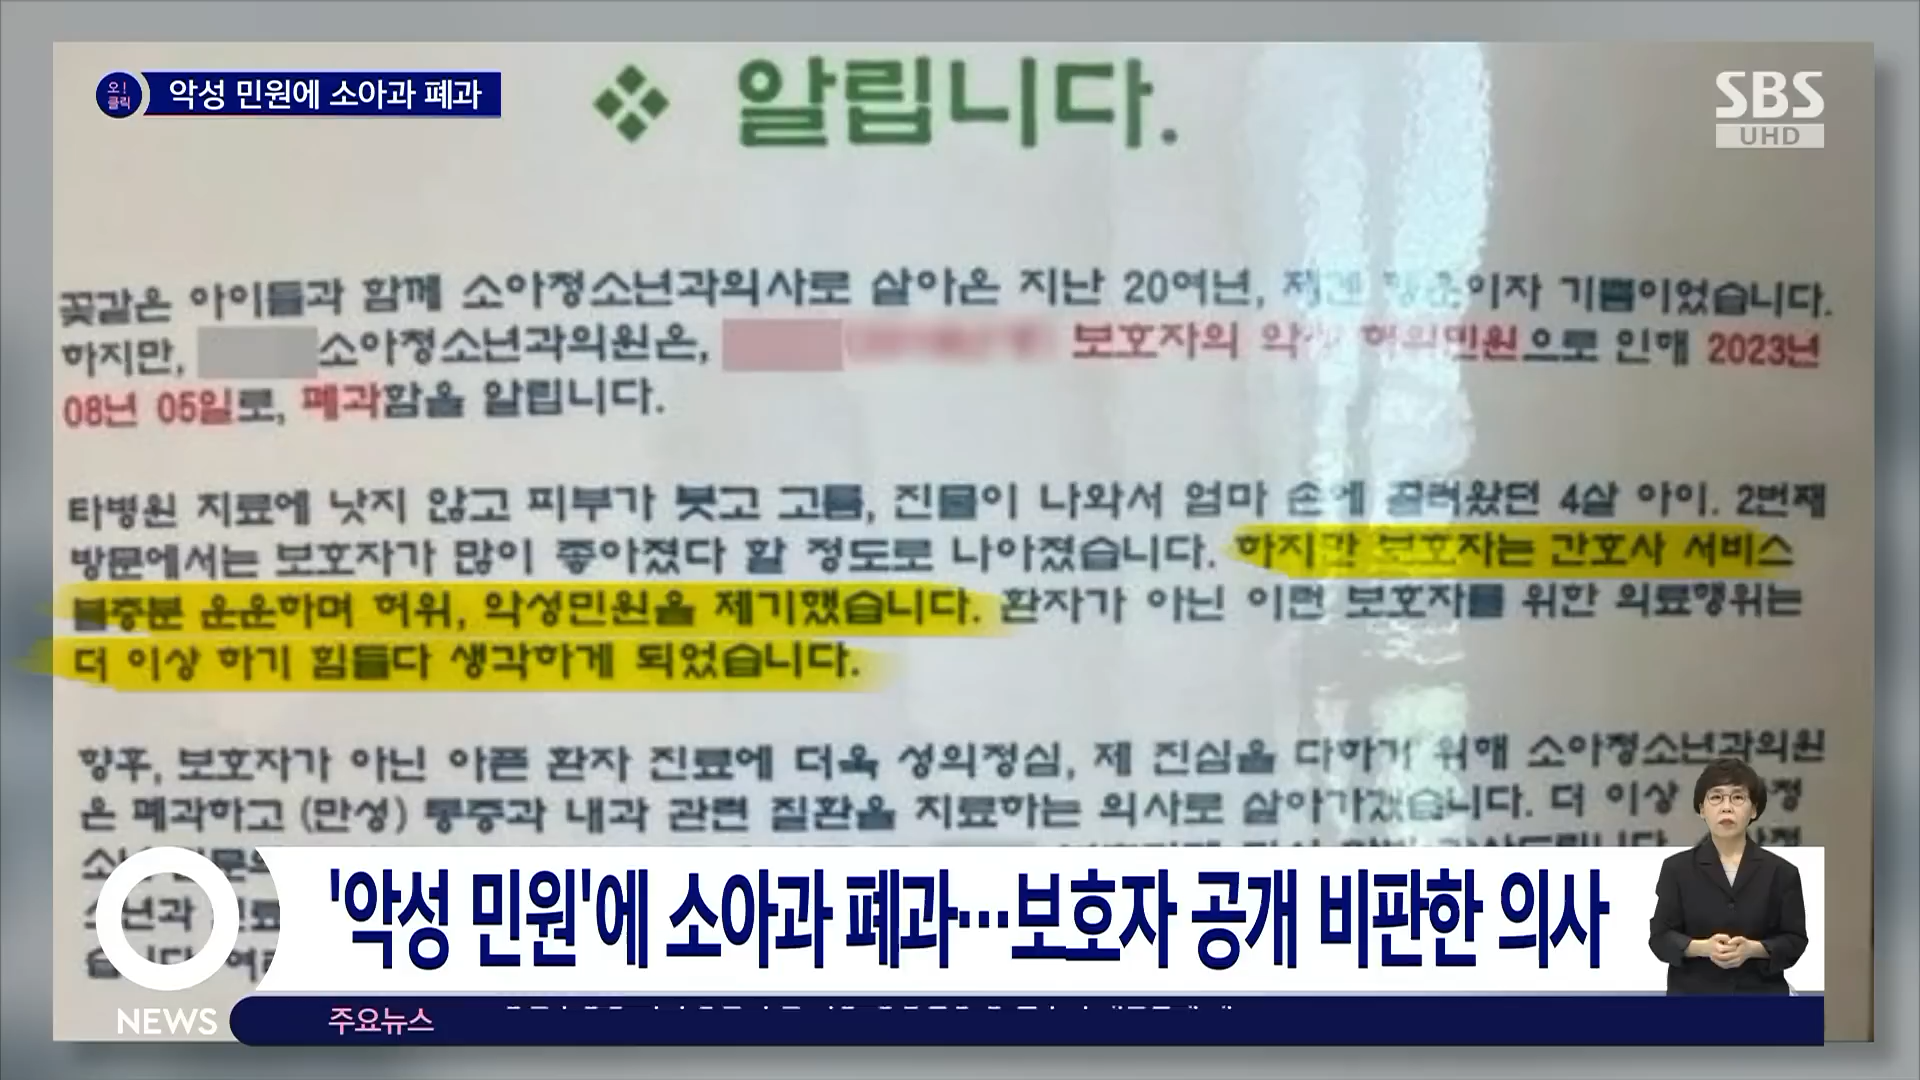 오!
클릭
악성 민원에 소아과 폐과
SBS
UHD
❖ 알립니다.
꽃같은 아이들과 함께 소아청소년과의사로 살아온 지난 20여년, 이자 기쁨이었습니다.
하지만, 소아청소년과의원은, 보호자의 악성 허위민원으로 인해 2023년
08년 05일로, 폐과함을 알립니다.
타병원 치료에 낫지 않고 피부가 붓고 고름, 진물이 나와서 엄마 손에 끌려왔던 4살 아이. 2번째
방문에서는 보호자가 많이 좋아졌다 할 정도로 나아졌습니다. 하지만 보호자는 간호사 서비스
불충분 운운하며 허위, 악성민원을 제기했습니다. 환자가 아닌 이런 보호자를 위한 의료행위는
더 이상 하기 힘들다 생각하게 되었습니다.
향후, 보호자가 아닌 아픈 환자 진료에 더욱 성의정심, 제 진심을 다하기 위해 소아청소년과의원
은 폐과하고 (만성) 통증과 내과 관련 질환을 치료하는 의사로 살아가겠습니다. 더 이상
'악성 민원'에 소아과 폐과…보호자 공개 비판한 의사
NEWS
주요뉴스